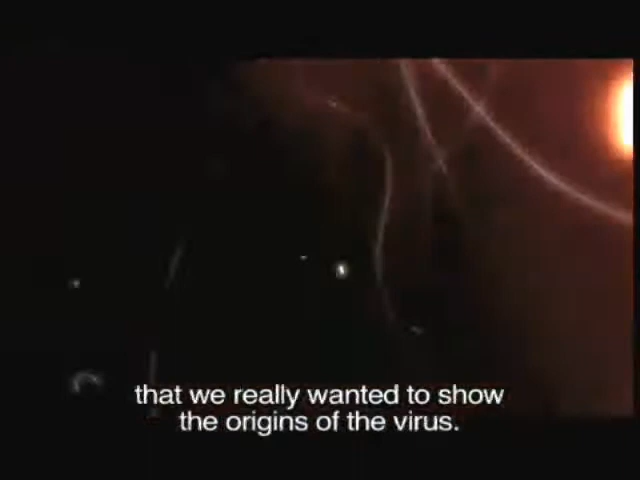 that we really wanted to show
the origins of the virus.